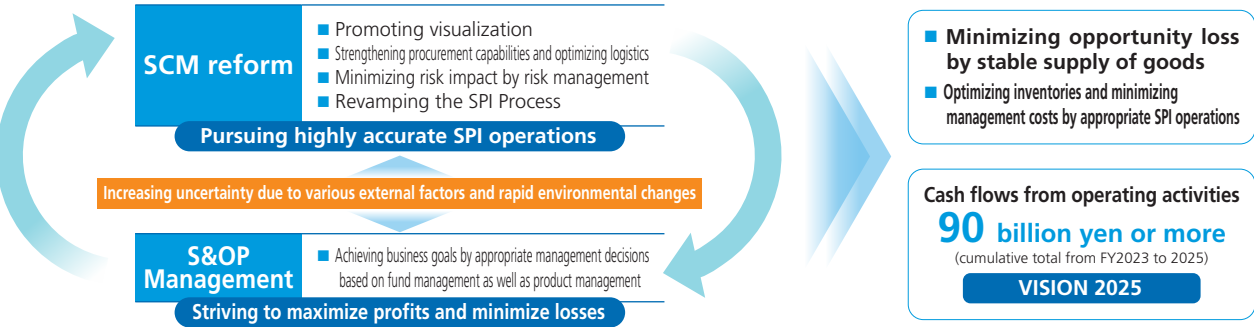 SCM reform
Promoting visualization
Strengthening procurement capabilities and optimizing logistics
Minimizing risk impact by risk management
Revamping the SPI Process
Pursuing highly accurate SPI operations
Increasing uncertainty due to various external factors and rapid environmental changes
S&OP
Management
Achieving business goals by appropriate management decisions
based on fund management as well as product management
Striving to maximize profits and minimize losses
Minimizing opportunity loss
by stable supply of goods
Optimizing inventories and minimizing
management costs by appropriate SPI operations
Cash flows from operating activities
90 billion yen or more
(cumulative total from FY2023 to 2025)
VISION 2025